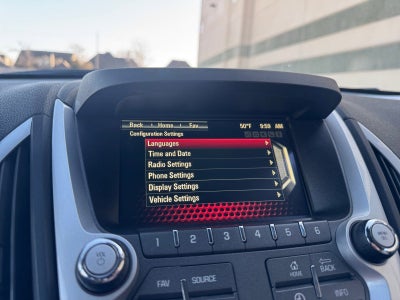 Back Home Fav 50°F 9:59 AM
Configuration Settings
Languages
Time and Date
Radio Settings
Phone Settings
Display Settings
Vehicle Settings
1 2 3 4 5 6
FAV SOURCE HOME BACK
INFO